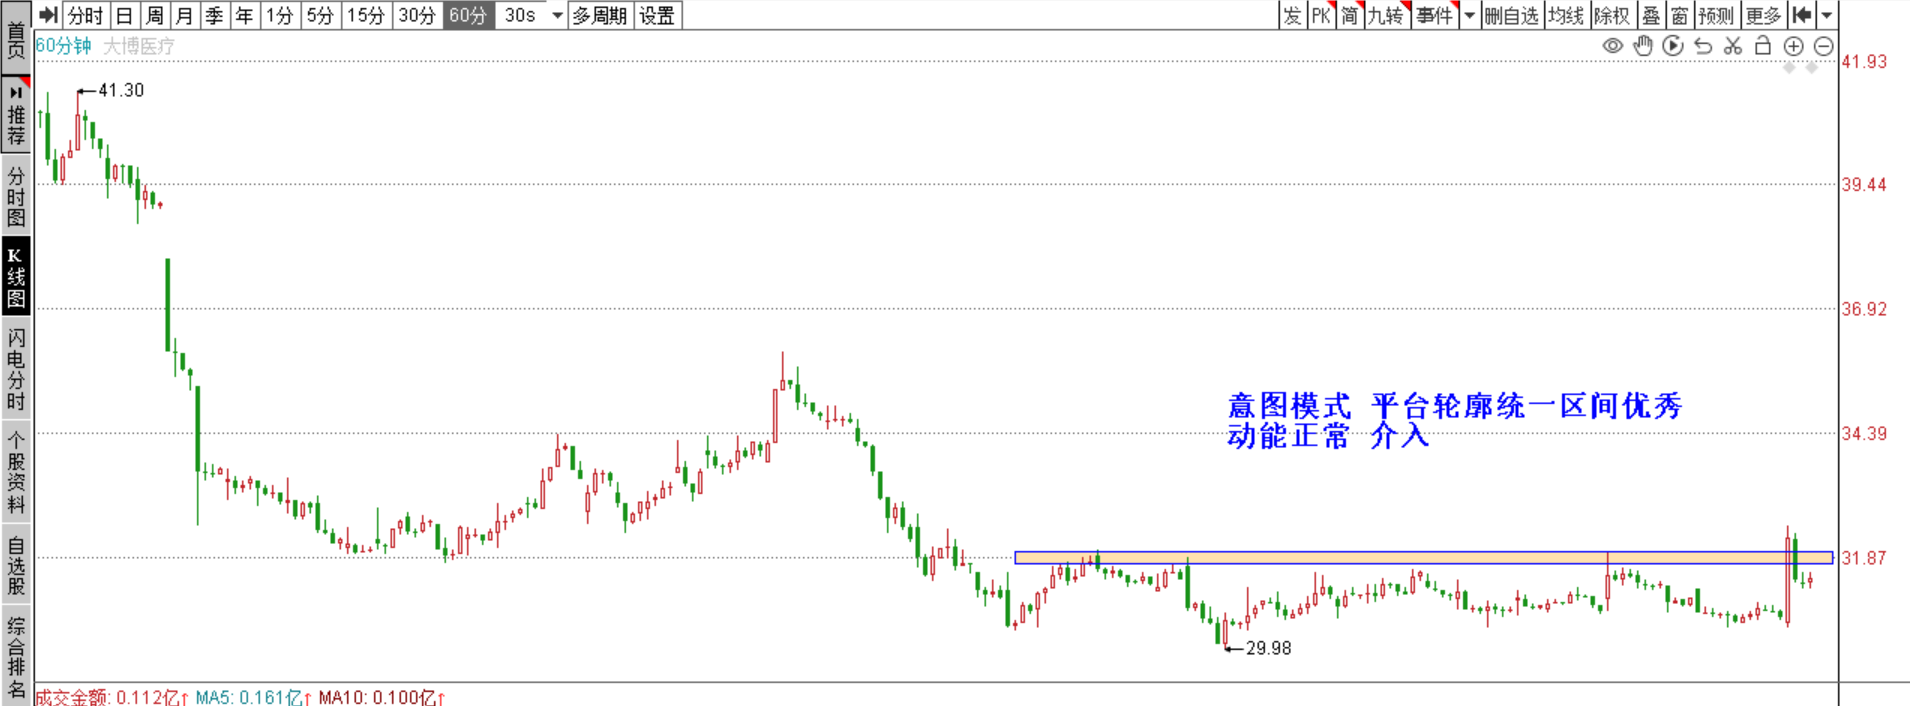 首页
分时 日 周 月 季 年 1分 5分 15分 30分 60分 30s 多周期 设置
发 PK 简 九转 事件 删自选 均线 除权 叠 窗 预测 更多
60分钟 大博医疗
推荐
分时图
K线图
闪电分时
个股资料
自选股
综合排名
41.93
41.30
39.44
36.92
34.39
31.87
29.98
意图模式 平台轮廓统一区间优秀
动能正常 介入
成交金额: 0.112亿↑ MA5: 0.161亿↑ MA10: 0.100亿↑